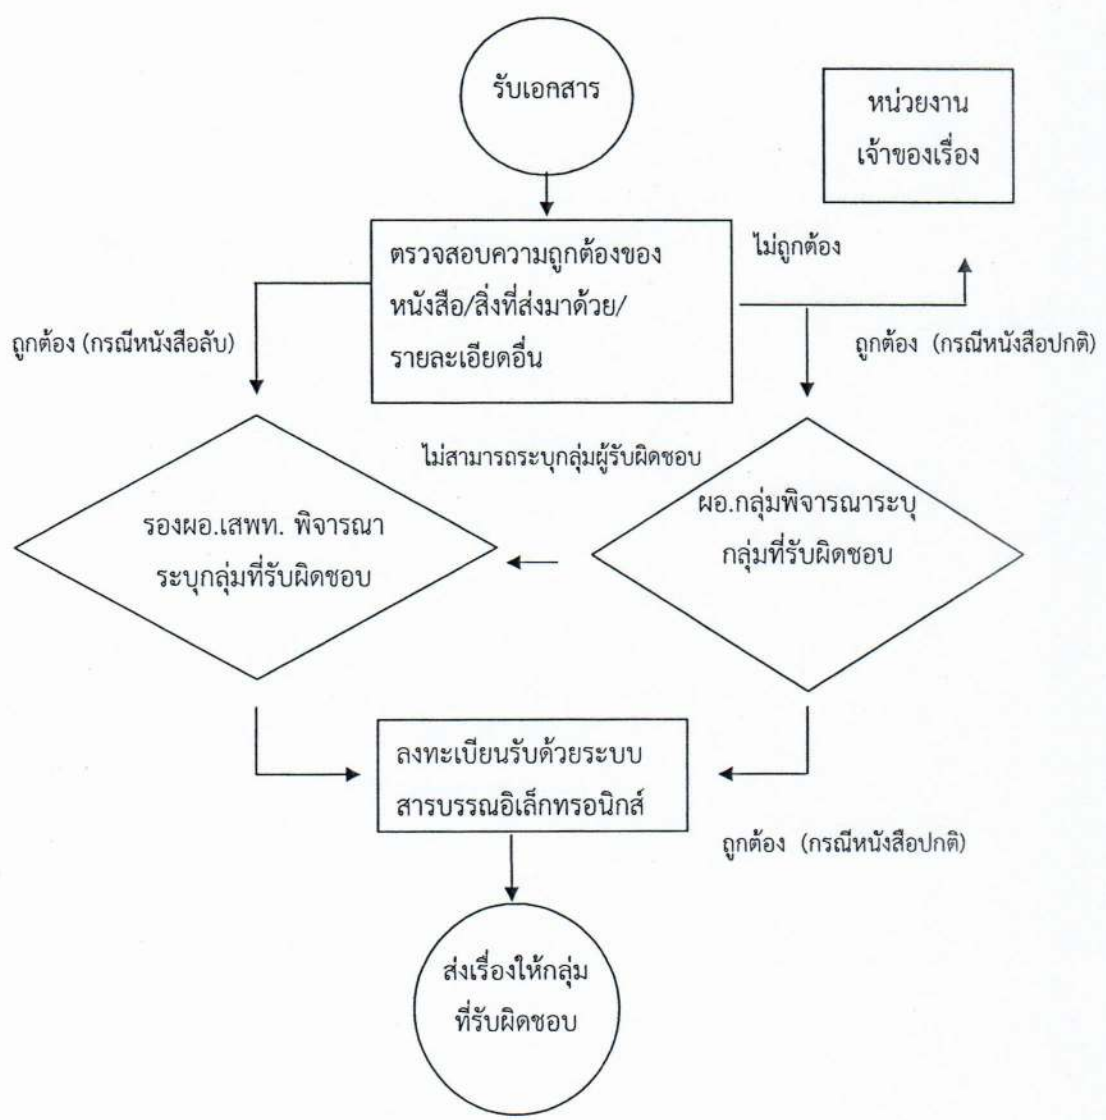 รับเอกสาร
หน่วยงาน
เจ้าของเรื่อง
ตรวจสอบความถูกต้องของ
หนังสือ/สิ่งที่ส่งมาด้วย/
รายละเอียดอื่น
ไม่ถูกต้อง
ถูกต้อง (กรณีหนังสือลับ)
ถูกต้อง (กรณีหนังสือปกติ)
ไม่สามารถระบุกลุ่มผู้รับผิดชอบ
รองผอ.เสพท. พิจารณา
ระบุกลุ่มที่รับผิดชอบ
ผอ.กลุ่มพิจารณาระบุ
กลุ่มที่รับผิดชอบ
ลงทะเบียนรับด้วยระบบ
สารบรรณอิเล็กทรอนิกส์
ถูกต้อง (กรณีหนังสือปกติ)
ส่งเรื่องให้กลุ่ม
ที่รับผิดชอบ